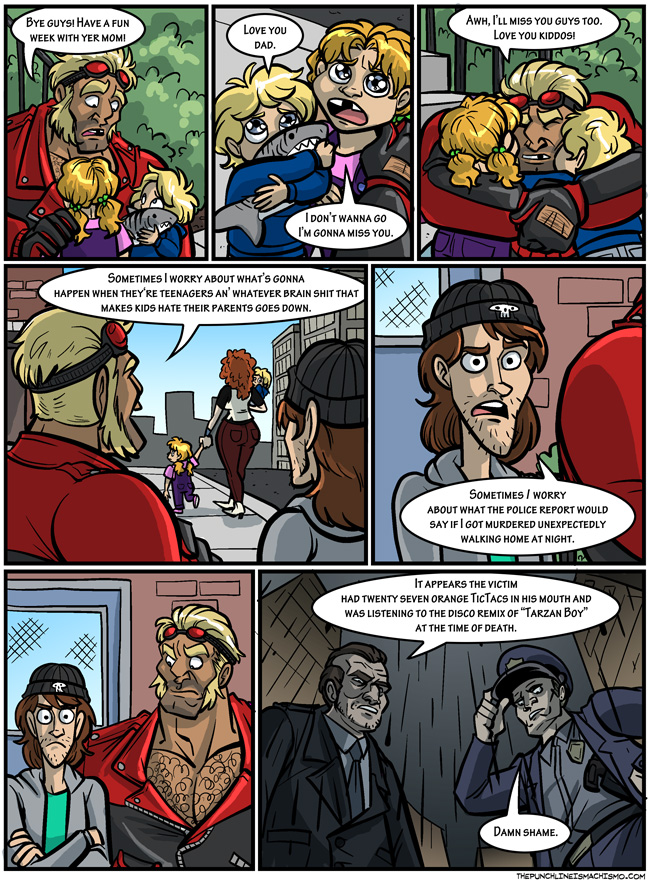 Bye guys! Have a fun
week with yer mom!
Love you
dad.
I don't wanna go
I'm gonna miss you.
Awh, I'll miss you guys too.
Love you kiddos!
Sometimes I worry about what's gonna
happen when they're teenagers an' whatever brain shit that
makes kids hate their parents goes down.
Sometimes I worry
about what the police report would
say if I got murdered unexpectedly
walking home at night.
It appears the victim
had twenty seven orange TicTacs in his mouth and
was listening to the disco remix of "Tarzan Boy"
at the time of death.
Damn shame.
thepunchlineismachismo.com